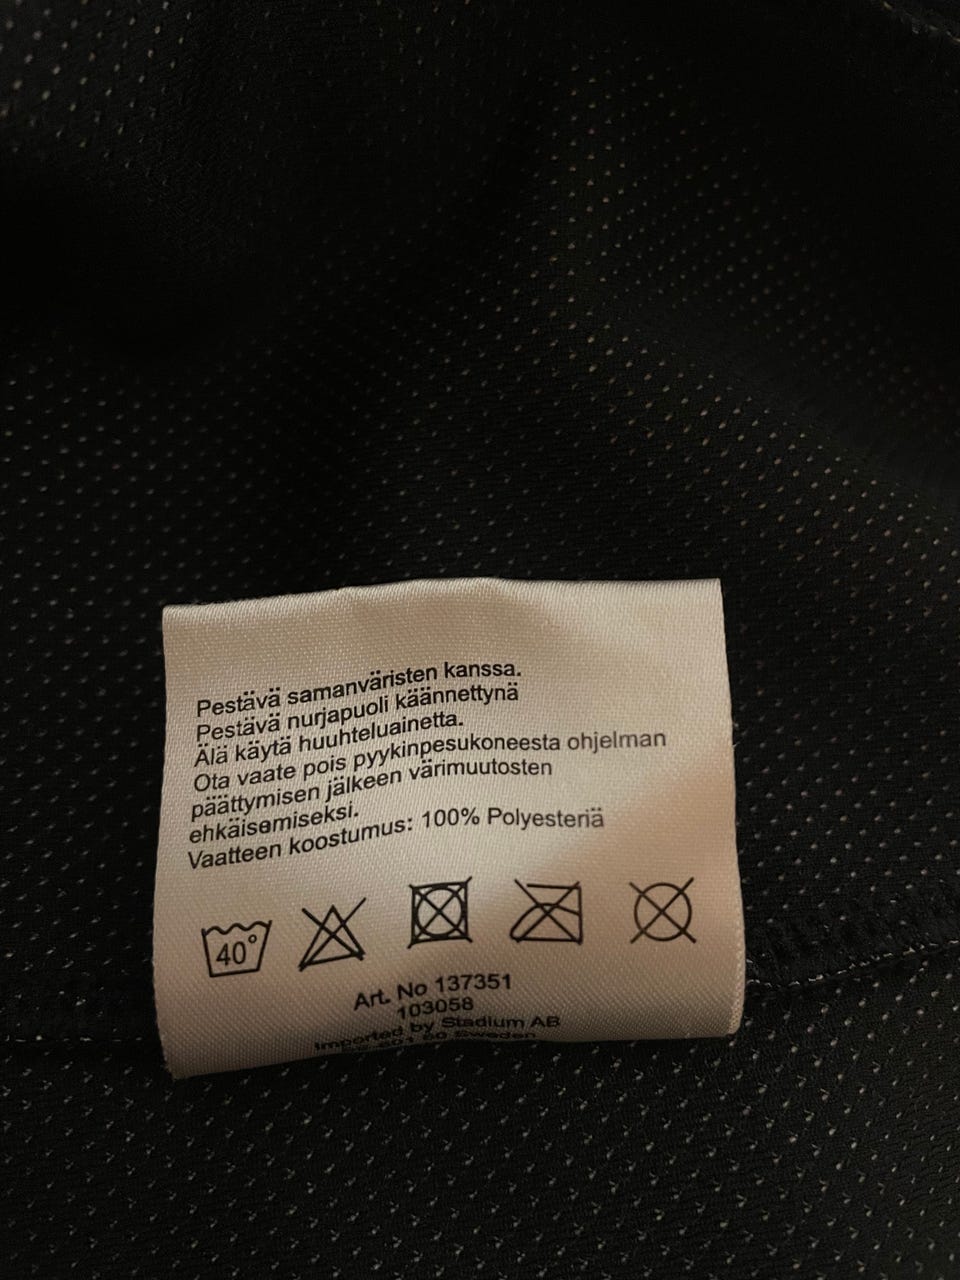 Pestävä samanväristen kanssa.
Pestävä nurjapuoli käännettynä
Älä käytä huuhteluainetta.
Ota vaate pois pyykinpesukoneesta ohjelman
päättymisen jälkeen värimuutosten
ehkäisemiseksi.
Vaatteen koostumus: 100% Polyesteriä
40°
Art. No 137351
103058
Imported by Stadium AB
Sweden